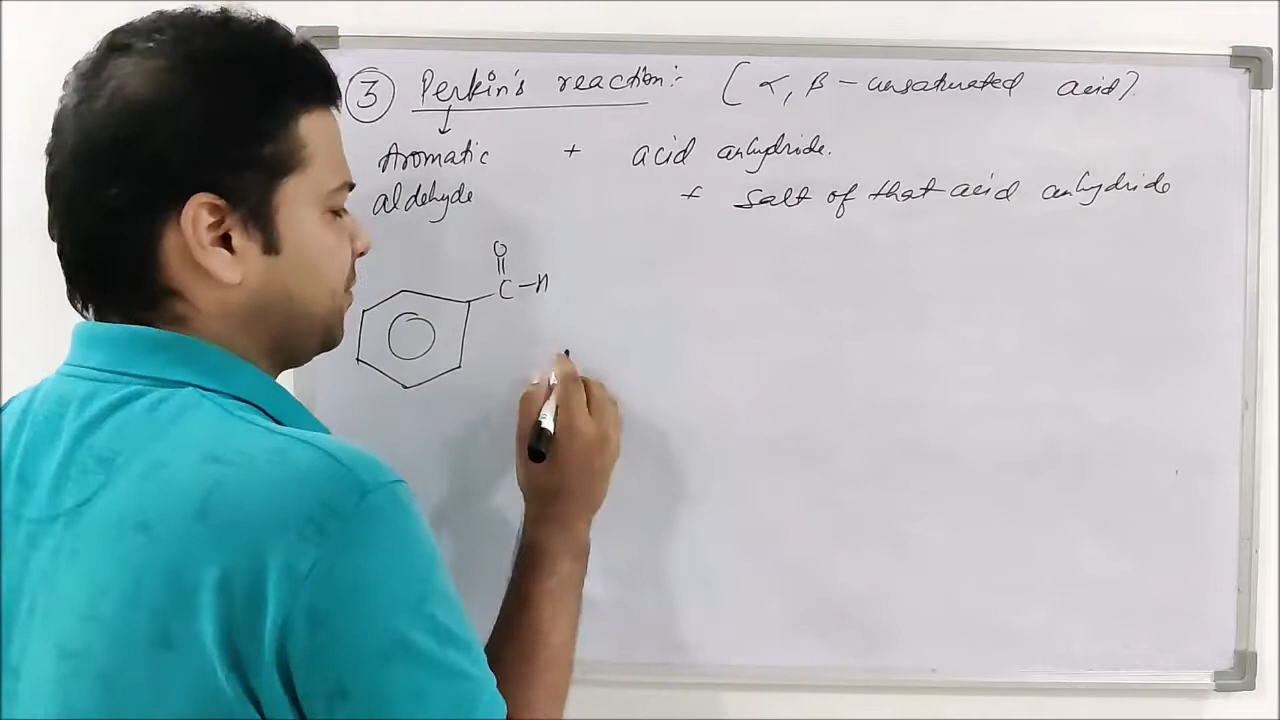 ③ Perkin's reaction:- (α, β-unsaturated acid).
Aromatic + acid anhydride.
aldehyde + salt of that acid anhydride
O
C-H